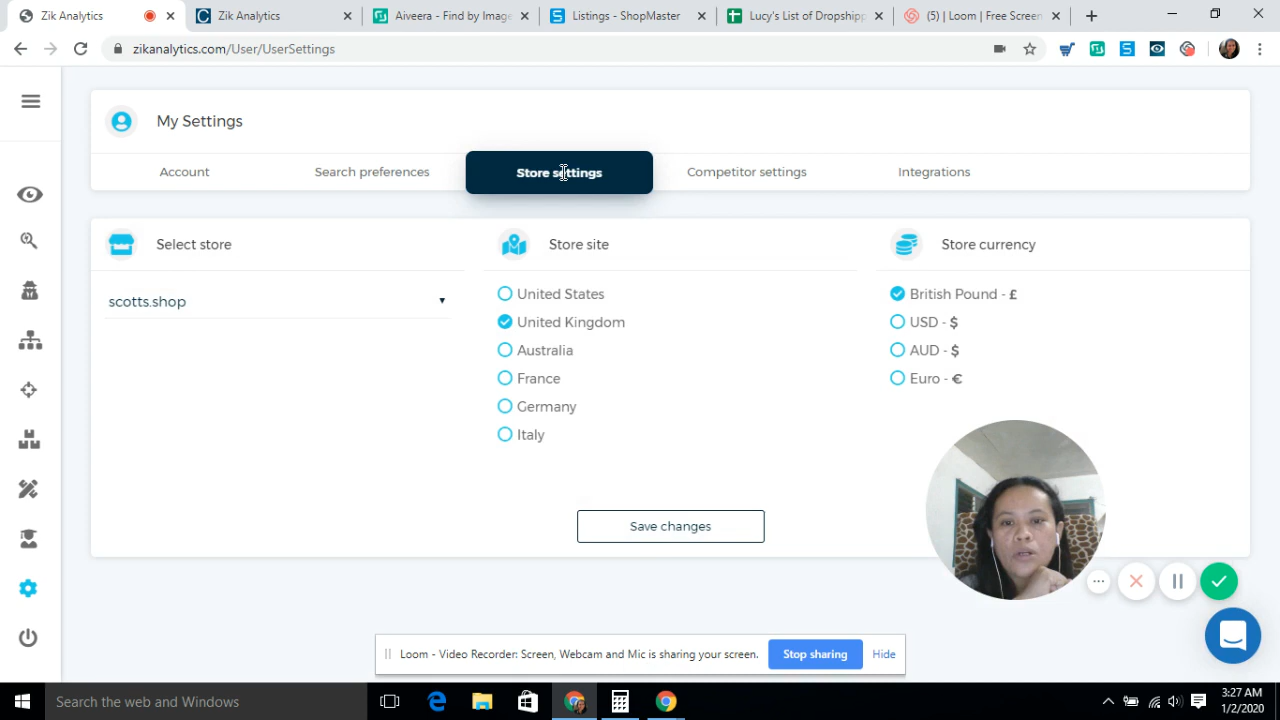 Zik Analytics
Zik Analytics
Aiveera - Find by Image
Listings - ShopMaster
Lucy's List of Dropshipp
(5) | Loom | Free Screen
zikanalytics.com/User/UserSettings
My Settings
Account
Search preferences
Store settings
Competitor settings
Integrations
Select store
Store site
Store currency
scotts.shop
United States
United Kingdom
Australia
France
Germany
Italy
British Pound - £
USD - $
AUD - $
Euro - €
Save changes
Loom - Video Recorder: Screen, Webcam and Mic is sharing your screen.
Stop sharing
Hide
Search the web and Windows
3:27 AM
1/2/2020